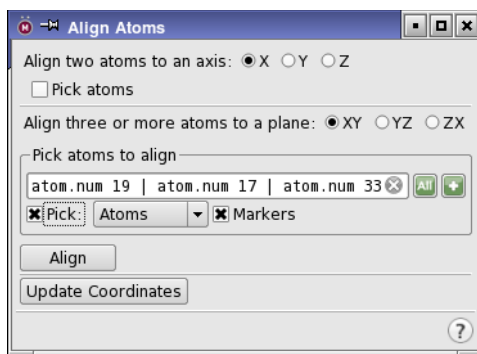 Align Atoms
Align two atoms to an axis: X Y Z
Pick atoms
Align three or more atoms to a plane: XY YZ ZX
Pick atoms to align
atom.num 19 | atom.num 17 | atom.num 33 All
Pick: Atoms Markers
Align
Update Coordinates
?